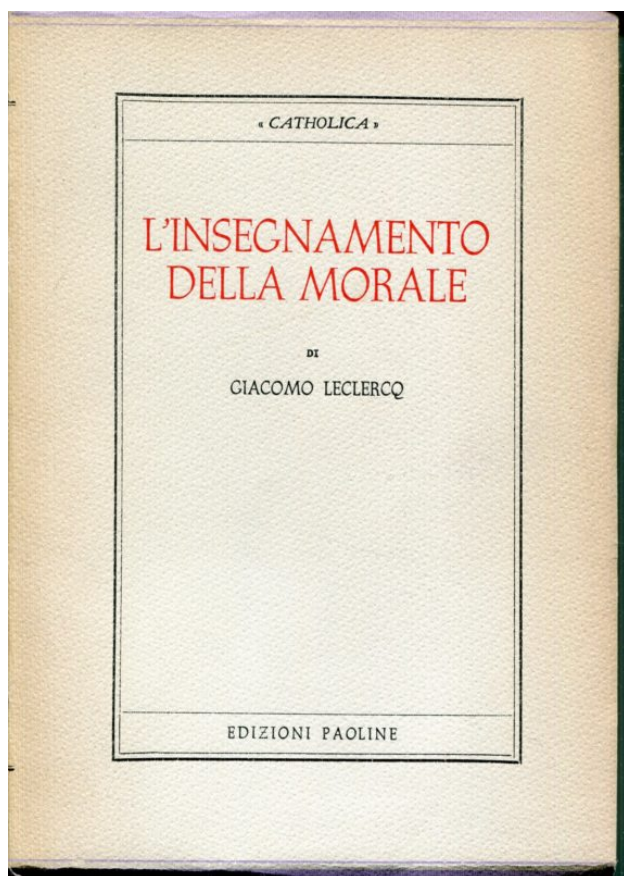 « CATHOLICA »
L'INSEGNAMENTO
DELLA MORALE
DI
GIACOMO LECLERCQ
EDIZIONI PAOLINE